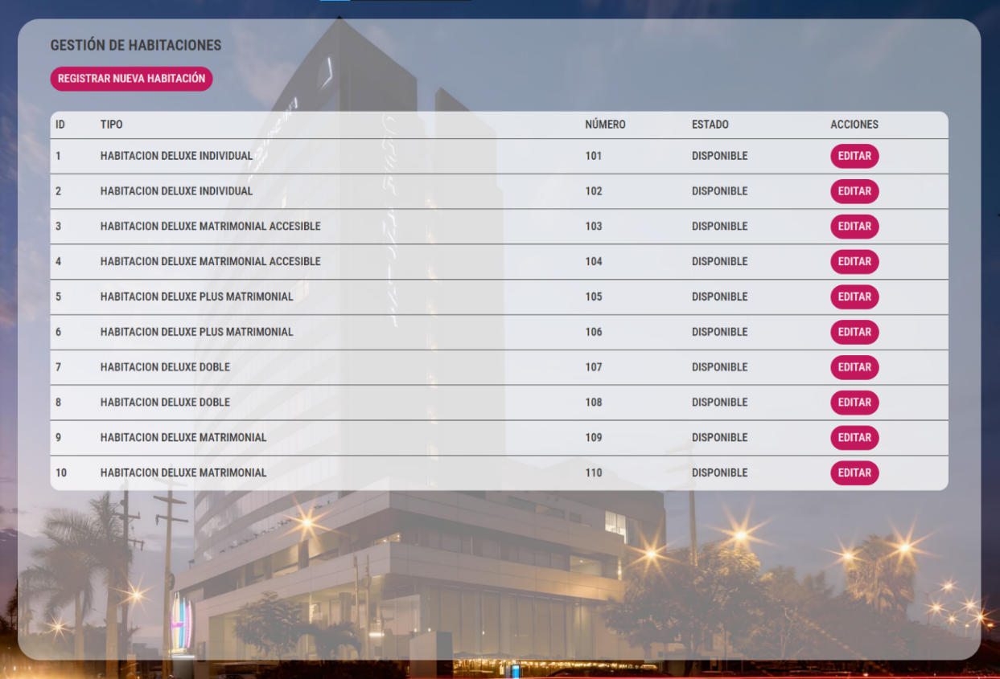 GESTIÓN DE HABITACIONES
REGISTRAR NUEVA HABITACIÓN
ID TIPO NÚMERO ESTADO ACCIONES
1 HABITACION DELUXE INDIVIDUAL 101 DISPONIBLE EDITAR
2 HABITACION DELUXE INDIVIDUAL 102 DISPONIBLE EDITAR
3 HABITACION DELUXE MATRIMONIAL ACCESIBLE 103 DISPONIBLE EDITAR
4 HABITACION DELUXE MATRIMONIAL ACCESIBLE 104 DISPONIBLE EDITAR
5 HABITACION DELUXE PLUS MATRIMONIAL 105 DISPONIBLE EDITAR
6 HABITACION DELUXE PLUS MATRIMONIAL 106 DISPONIBLE EDITAR
7 HABITACION DELUXE DOBLE 107 DISPONIBLE EDITAR
8 HABITACION DELUXE DOBLE 108 DISPONIBLE EDITAR
9 HABITACION DELUXE MATRIMONIAL 109 DISPONIBLE EDITAR
10 HABITACION DELUXE MATRIMONIAL 110 DISPONIBLE EDITAR